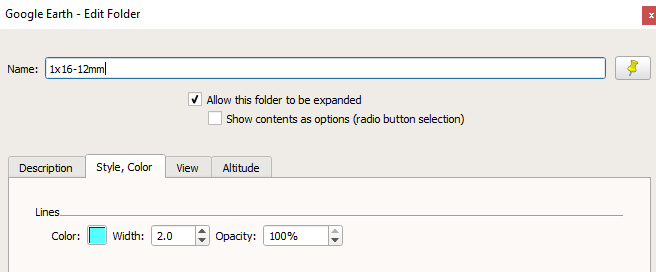 Google Earth - Edit Folder
Name: 1x16-12mm
Allow this folder to be expanded
Show contents as options (radio button selection)
Description Style, Color View Altitude
Lines
Color: Width: 2.0 Opacity: 100%